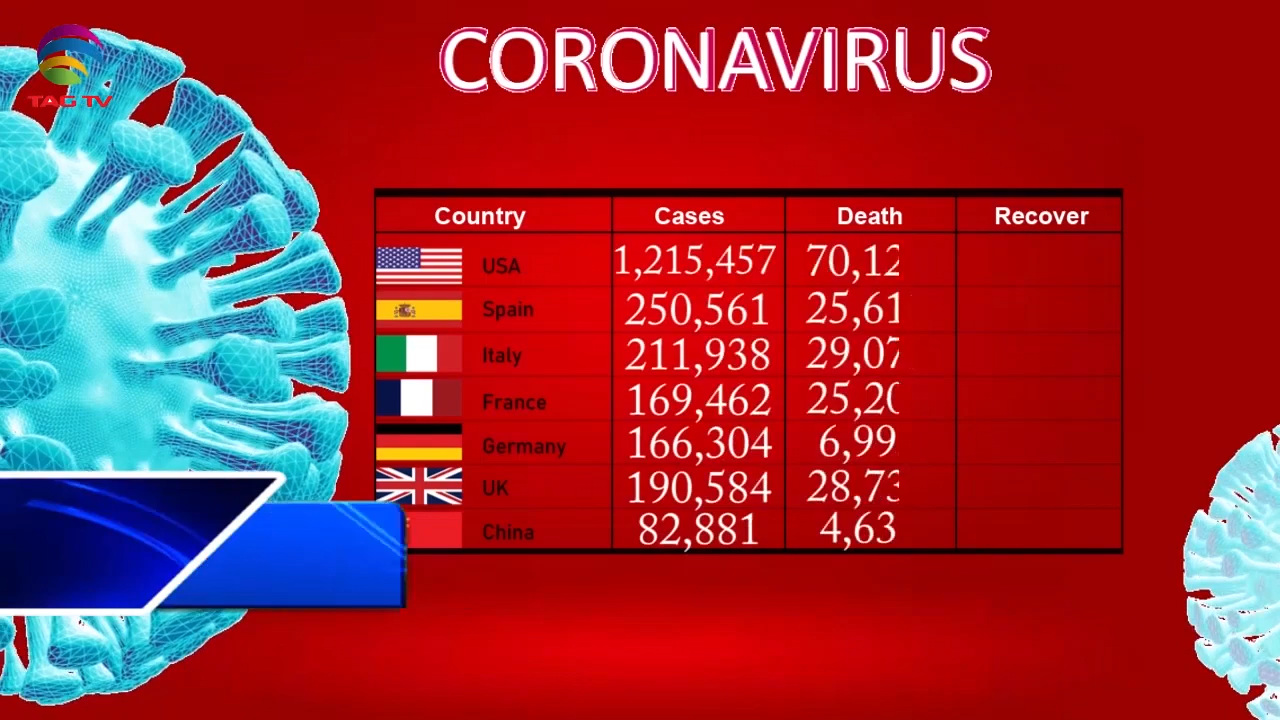 TAG TV
CORONAVIRUS
Country Cases Death Recover
USA 1,215,457 70,12
Spain 250,561 25,61
Italy 211,938 29,07
France 169,462 25,20
Germany 166,304 6,99
UK 190,584 28,73
China 82,881 4,63